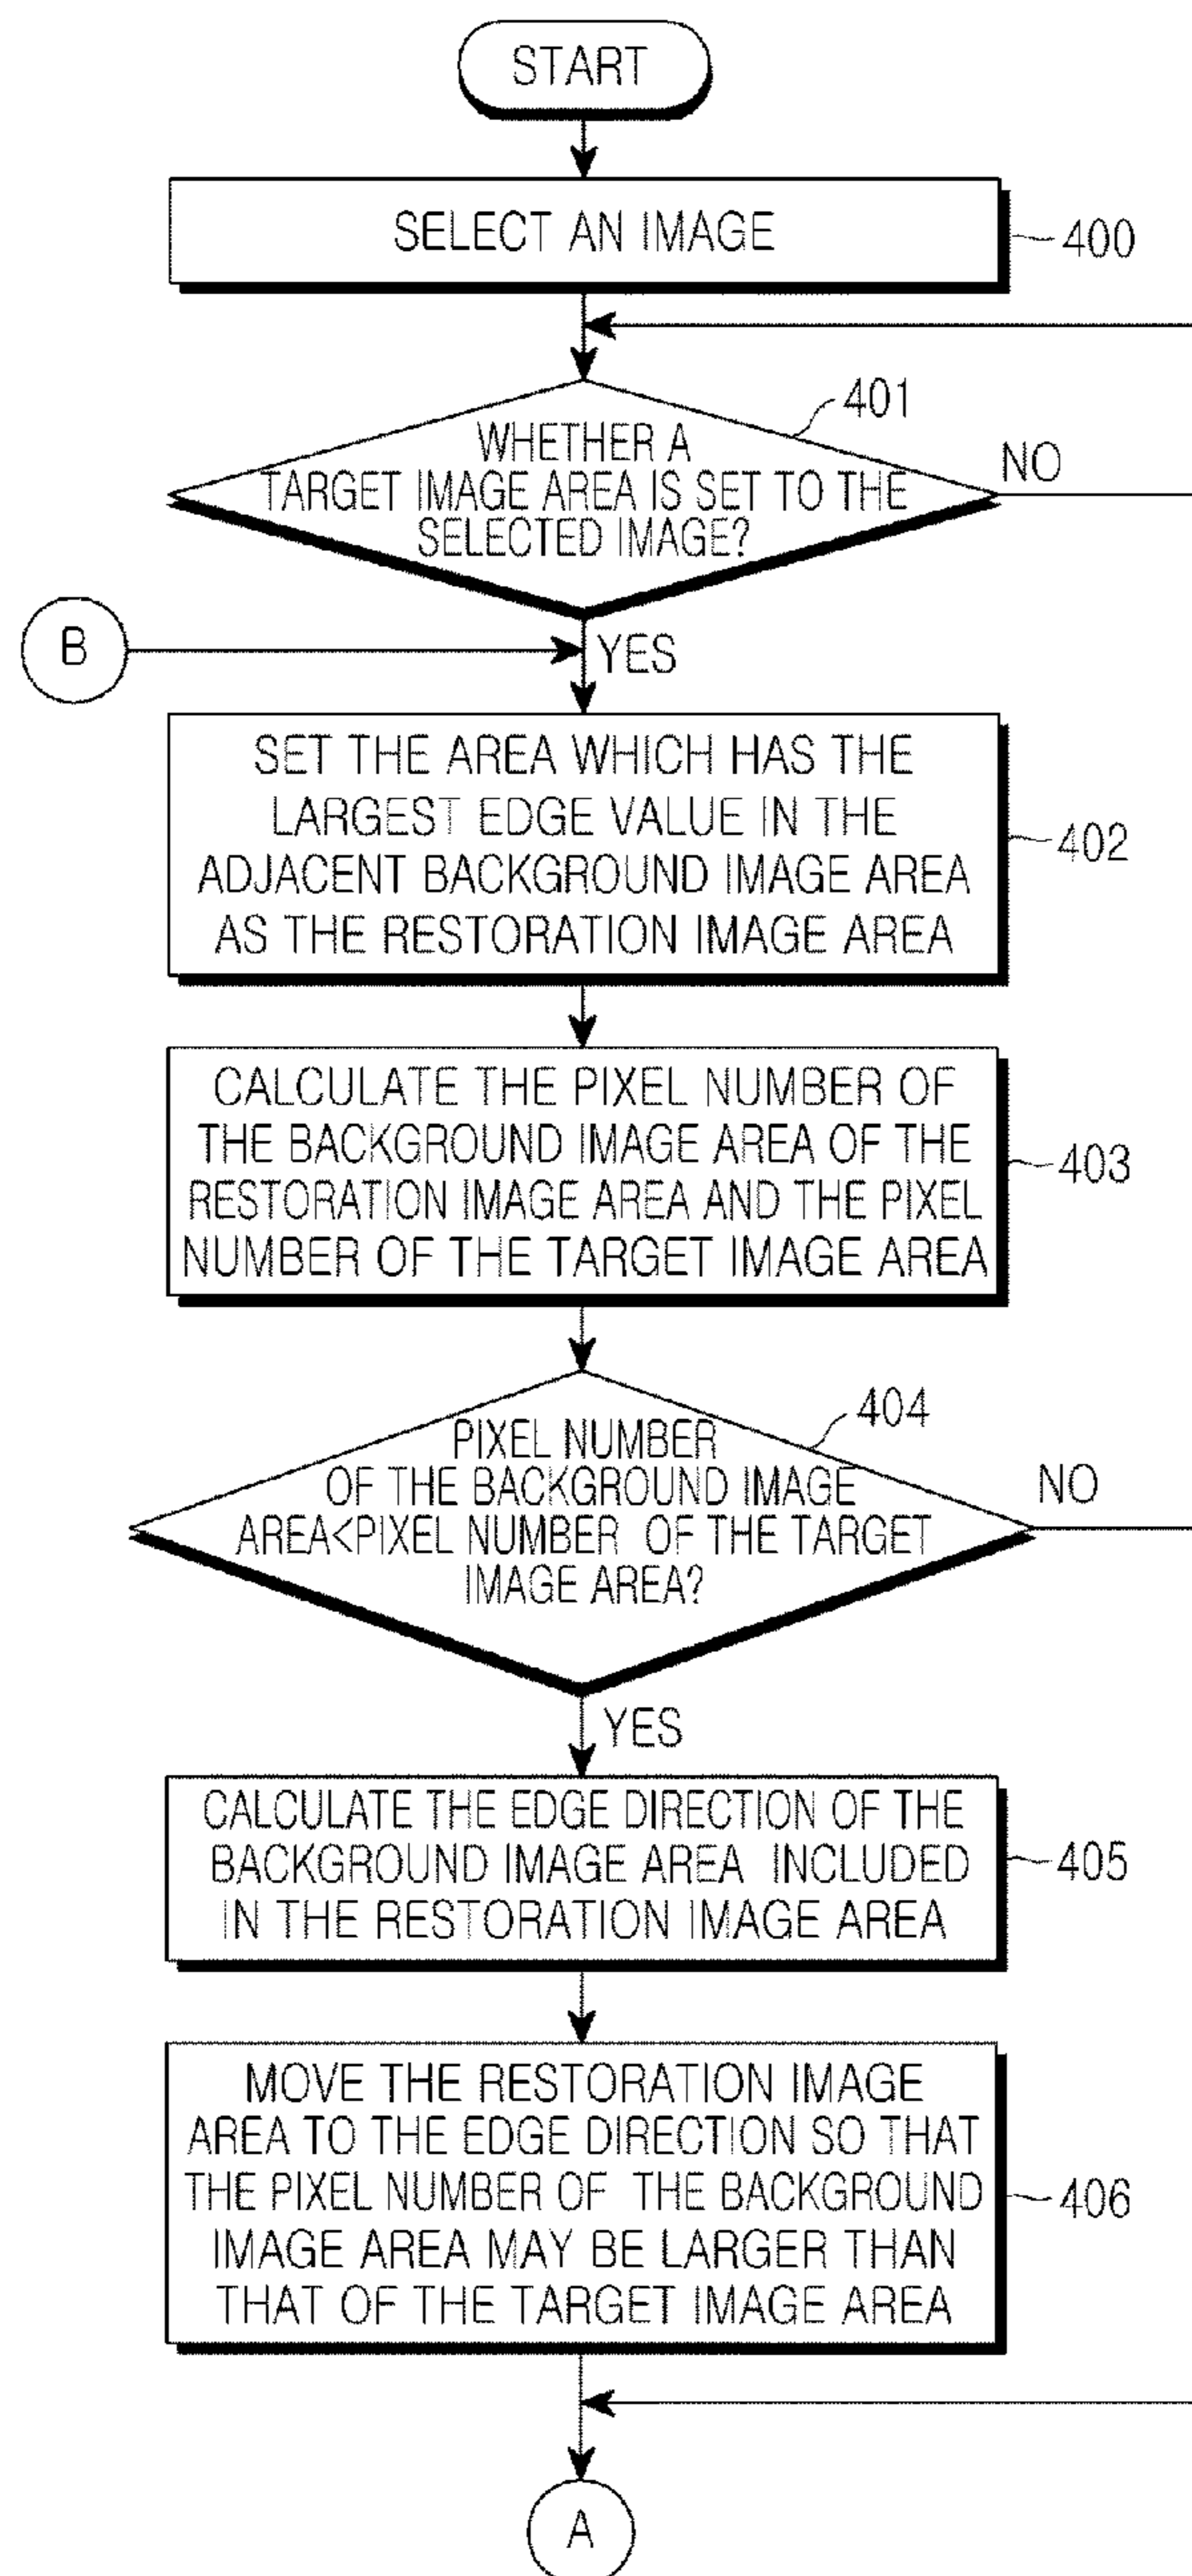 START
SELECT AN IMAGE
400
401
WHETHER A
TARGET IMAGE AREA IS SET TO THE
SELECTED IMAGE?
NO
B
YES
SET THE AREA WHICH HAS THE
LARGEST EDGE VALUE IN THE
ADJACENT BACKGROUND IMAGE AREA
AS THE RESTORATION IMAGE AREA
402
CALCULATE THE PIXEL NUMBER OF
THE BACKGROUND IMAGE AREA OF THE
RESTORATION IMAGE AREA AND THE PIXEL
NUMBER OF THE TARGET IMAGE AREA
403
404
PIXEL NUMBER
OF THE BACKGROUND IMAGE
AREA<PIXEL NUMBER OF THE TARGET
IMAGE AREA?
NO
YES
CALCULATE THE EDGE DIRECTION OF THE
BACKGROUND IMAGE AREA INCLUDED
IN THE RESTORATION IMAGE AREA
405
MOVE THE RESTORATION IMAGE
AREA TO THE EDGE DIRECTION SO THAT
THE PIXEL NUMBER OF THE BACKGROUND
IMAGE AREA MAY BE LARGER THAN
THAT OF THE TARGET IMAGE AREA
406
A